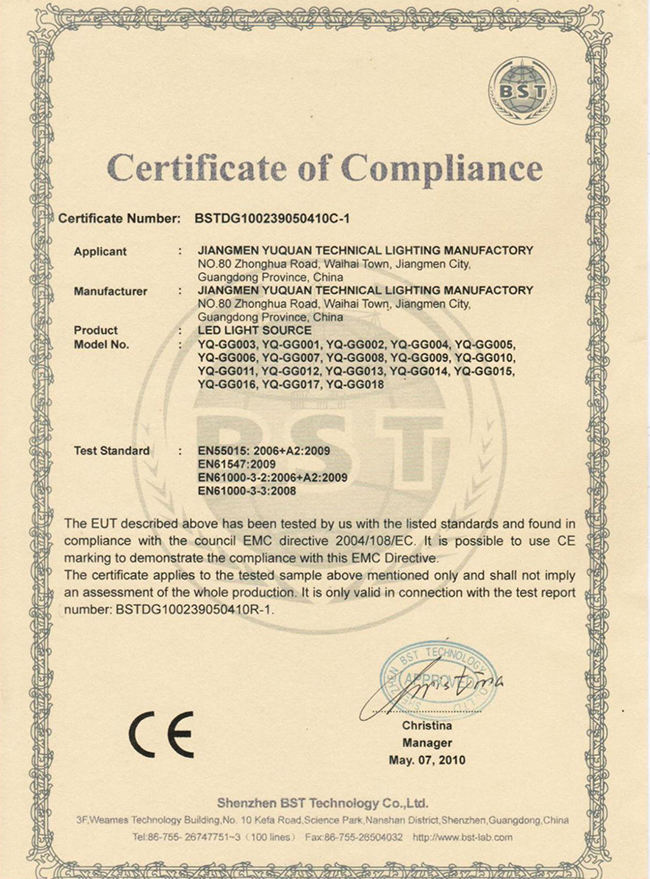 BST
Certificate of Compliance
Certificate Number: BSTDG100239050410C-1
Applicant : JIANGMEN YUQUAN TECHNICAL LIGHTING MANUFACTORY
NO.80 Zhonghua Road, Waihai Town, Jiangmen City,
Guangdong Province, China
Manufacturer : JIANGMEN YUQUAN TECHNICAL LIGHTING MANUFACTORY
NO.80 Zhonghua Road, Waihai Town, Jiangmen City,
Guangdong Province, China
Product : LED LIGHT SOURCE
Model No. : YQ-GG003, YQ-GG001, YQ-GG002, YQ-GG004, YQ-GG005,
YQ-GG006, YQ-GG007, YQ-GG008, YQ-GG009, YQ-GG010,
YQ-GG011, YQ-GG012, YQ-GG013, YQ-GG014, YQ-GG015,
YQ-GG016, YQ-GG017, YQ-GG018
BST
Test Standard : EN55015: 2006+A2:2009
EN61547:2009
EN61000-3-2:2006+A2:2009
EN61000-3-3:2008
The EUT described above has been tested by us with the listed standards and found in
compliance with the council EMC directive 2004/108/EC. It is possible to use CE
marking to demonstrate the compliance with this EMC Directive.
The certificate applies to the tested sample above mentioned only and shall not imply
an assessment of the whole production. It is only valid in connection with the test report
number: BSTDG100239050410R-1.
SHENZHEN BST TECHNOLOGY CO.,LTD.
APPROVED
Christina
CE
Christina
Manager
May. 07, 2010
Shenzhen BST Technology Co.,Ltd.
3F,Weames Technology Building,No. 10 Kefa Road,Science Park,Nanshan District,Shenzhen,Guangdong,China
Tel:86-755- 26747751~3（100 lines） Fax:86-755-26504032 http://www.bst-lab.com